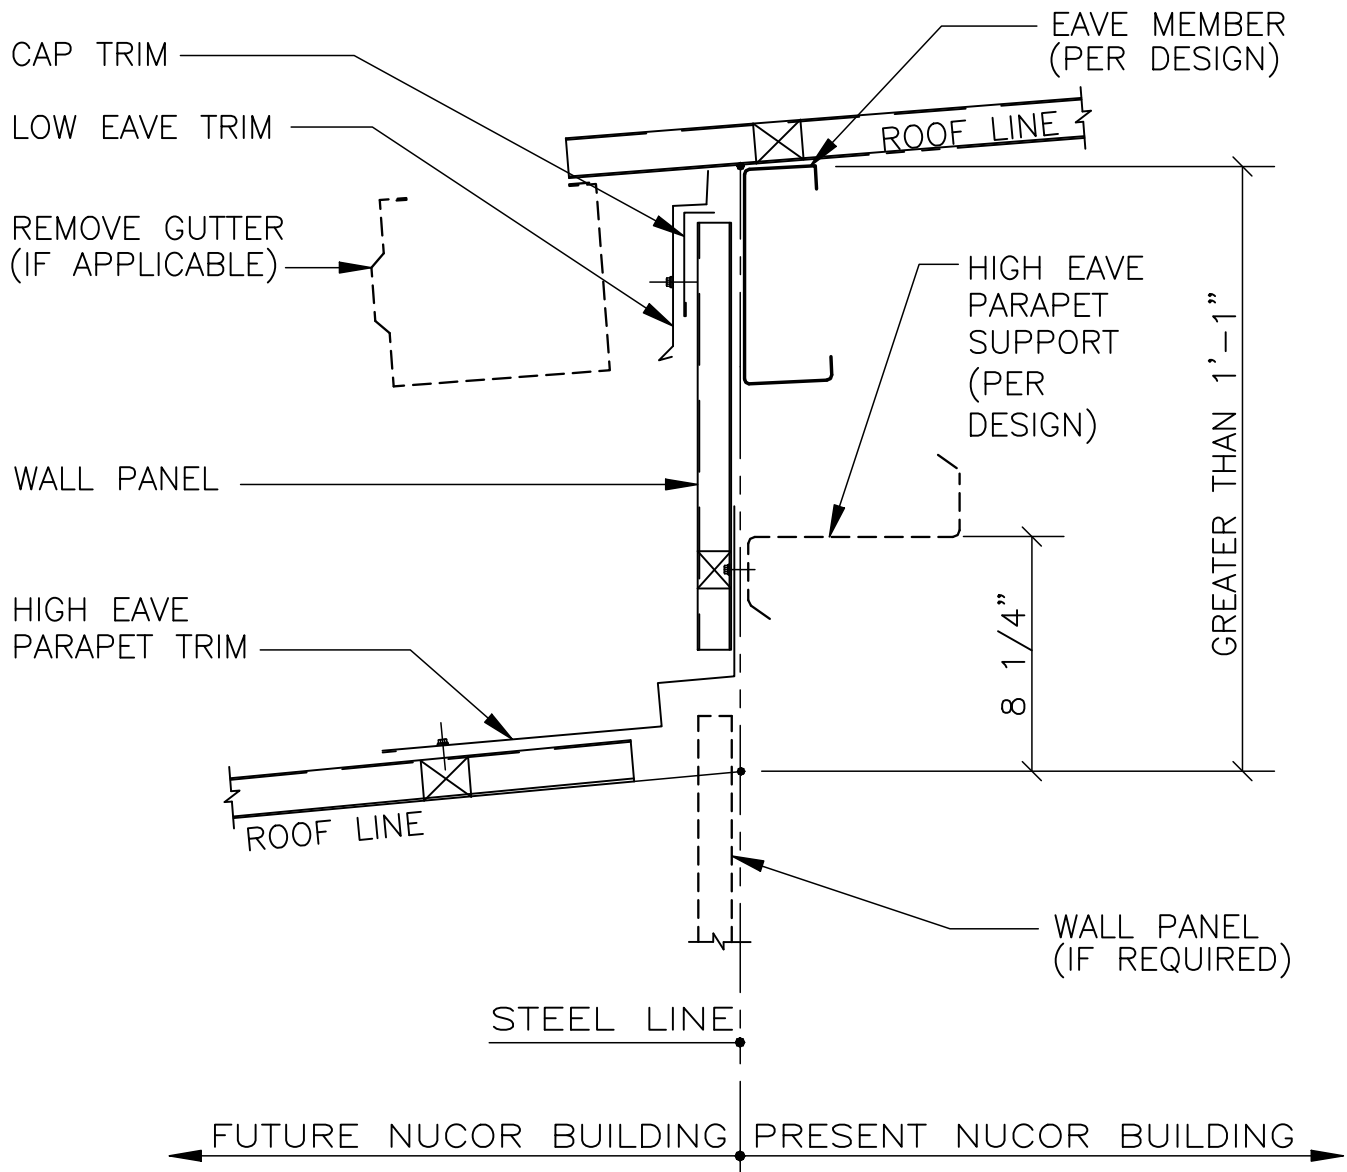 EAVE MEMBER
(PER DESIGN)
CAP TRIM
LOW EAVE TRIM
ROOF LINE
REMOVE GUTTER
(IF APPLICABLE)
HIGH EAVE
PARAPET
SUPPORT
(PER
DESIGN)
GREATER THAN 1'-1"
WALL PANEL
8 1/4"
HIGH EAVE
PARAPET TRIM
ROOF LINE
WALL PANEL
(IF REQUIRED)
STEEL LINE
FUTURE NUCOR BUILDING
PRESENT NUCOR BUILDING